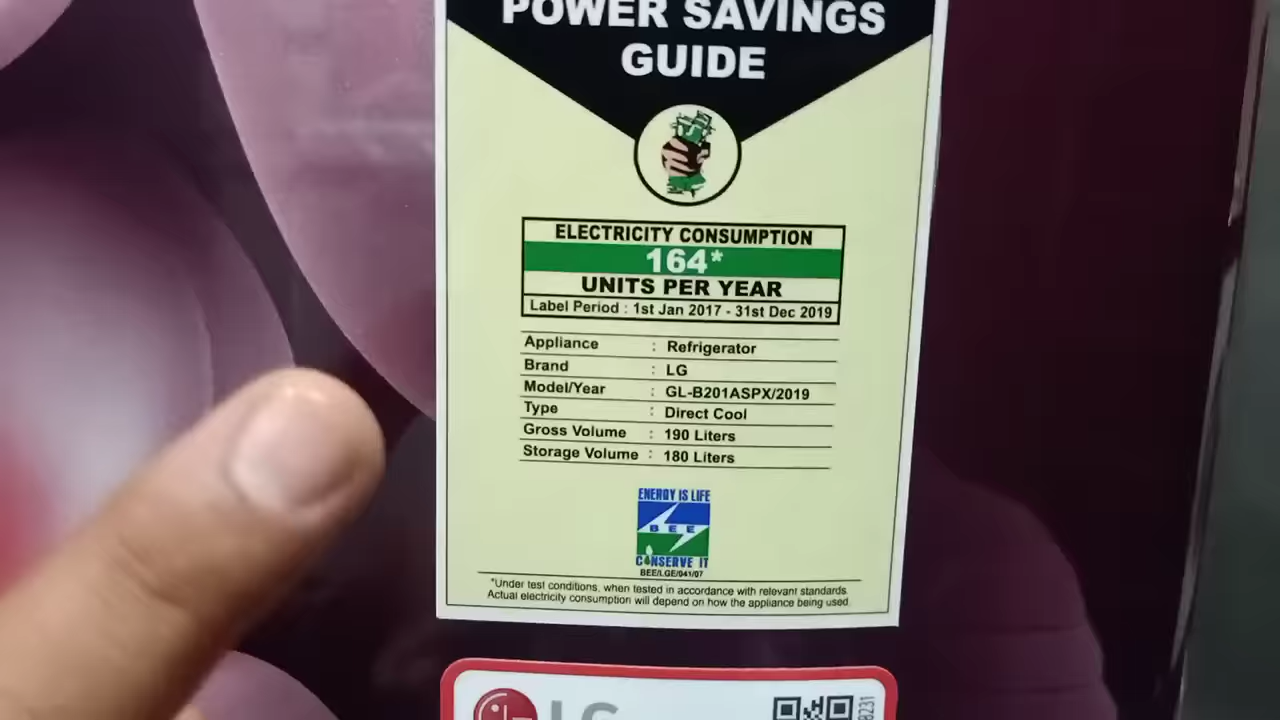 POWER SAVINGS
GUIDE
ELECTRICITY CONSUMPTION
164*
UNITS PER YEAR
Label Period : 1st Jan 2017 - 31st Dec 2019
Appliance : Refrigerator
Brand : LG
Model/Year : GL-B201ASPX/2019
Type : Direct Cool
Gross Volume : 190 Liters
Storage Volume : 180 Liters
ENERGY IS LIFE
BEE
CONSERVE IT
BEE/LGE/041/07
*Under test conditions, when tested in accordance with relevant standards.
Actual electricity consumption will depend on how the appliance being used.
LG